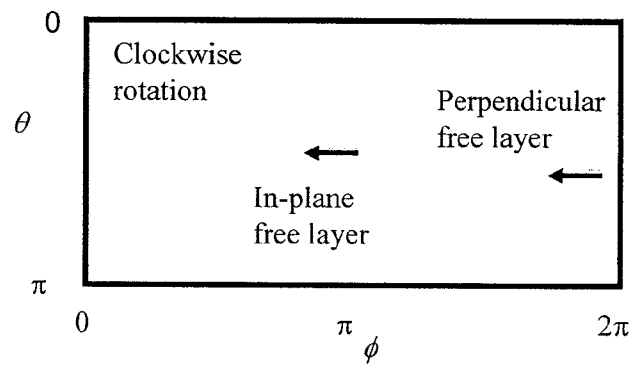 0
Clockwise
rotation
Perpendicular
free layer
θ
In-plane
free layer
π
0
π
2π
ϕ